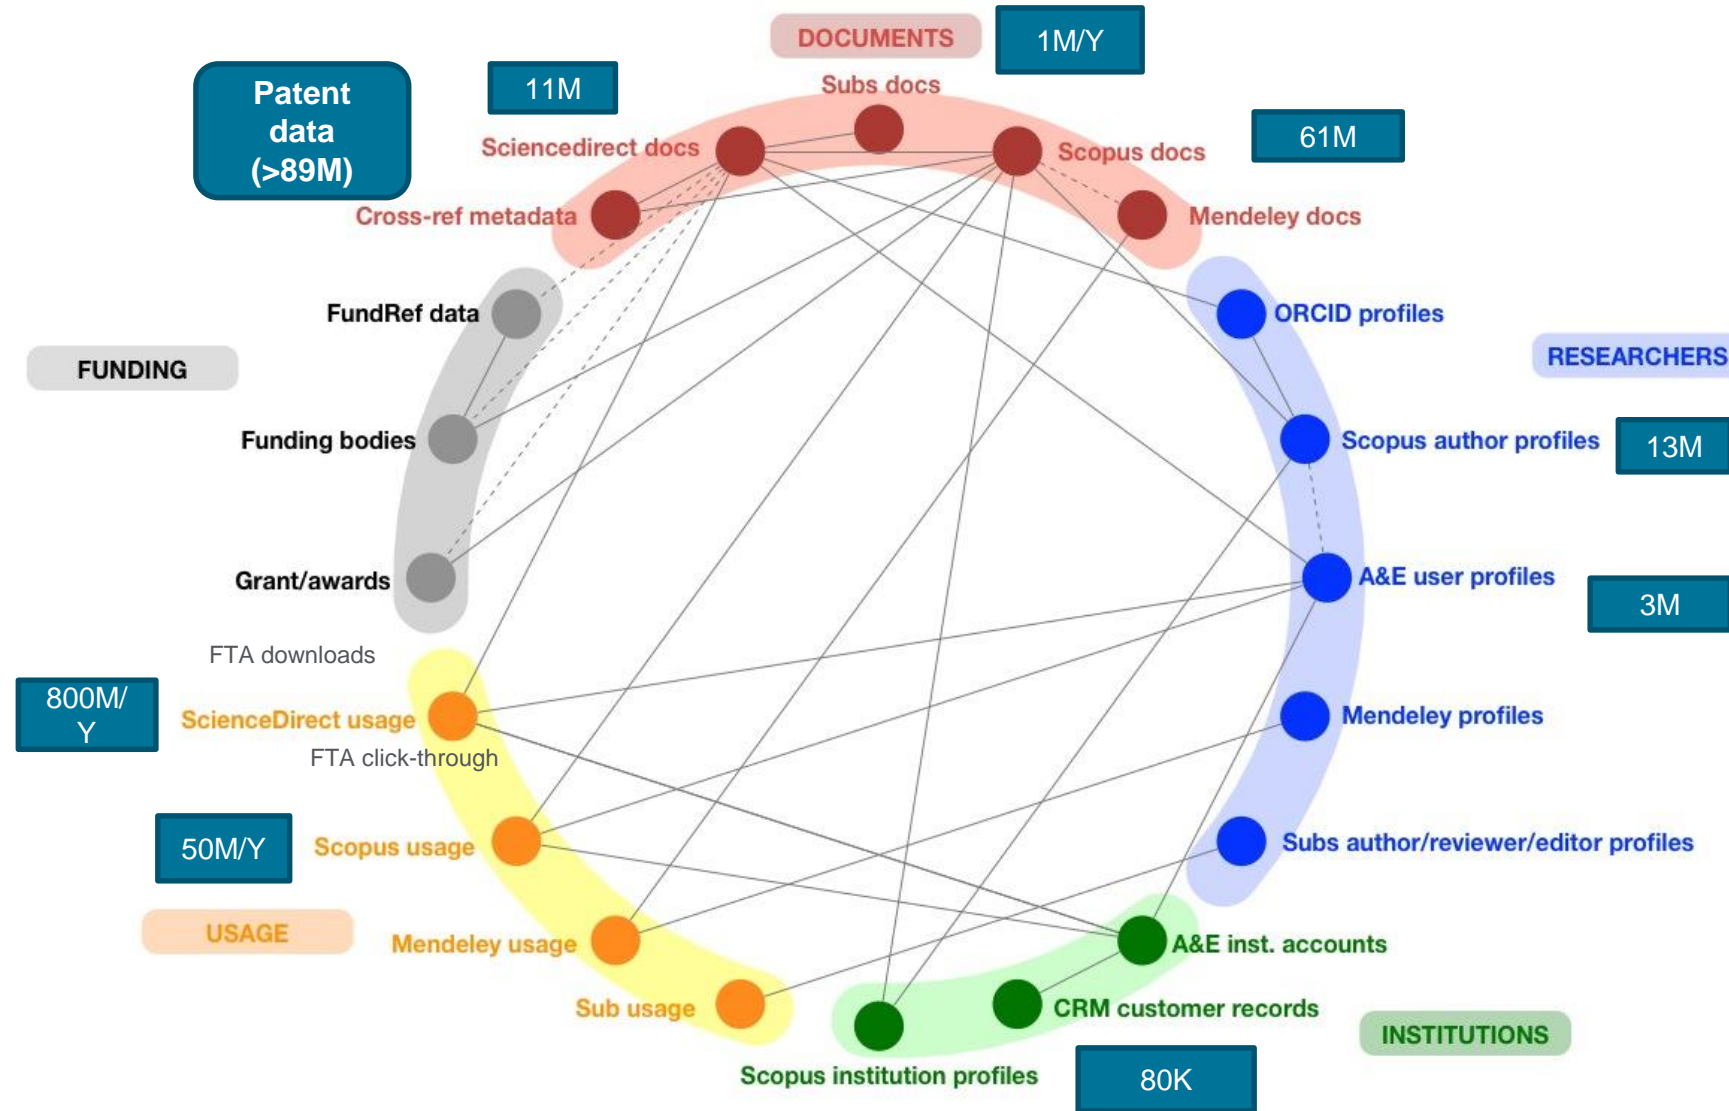 DOCUMENTS
1M/Y
Patent
data
(>89M)
11M
Subs docs
Sciencedirect docs
Scopus docs
61M
Cross-ref metadata
Mendeley docs
FundRef data
ORCID profiles
FUNDING
RESEARCHERS
Funding bodies
Scopus author profiles
13M
Grant/awards
A&E user profiles
3M
FTA downloads
800M/
Y
ScienceDirect usage
Mendeley profiles
FTA click-through
50M/Y
Scopus usage
Subs author/reviewer/editor profiles
USAGE
Mendeley usage
A&E inst. accounts
Sub usage
CRM customer records
INSTITUTIONS
Scopus institution profiles
80K